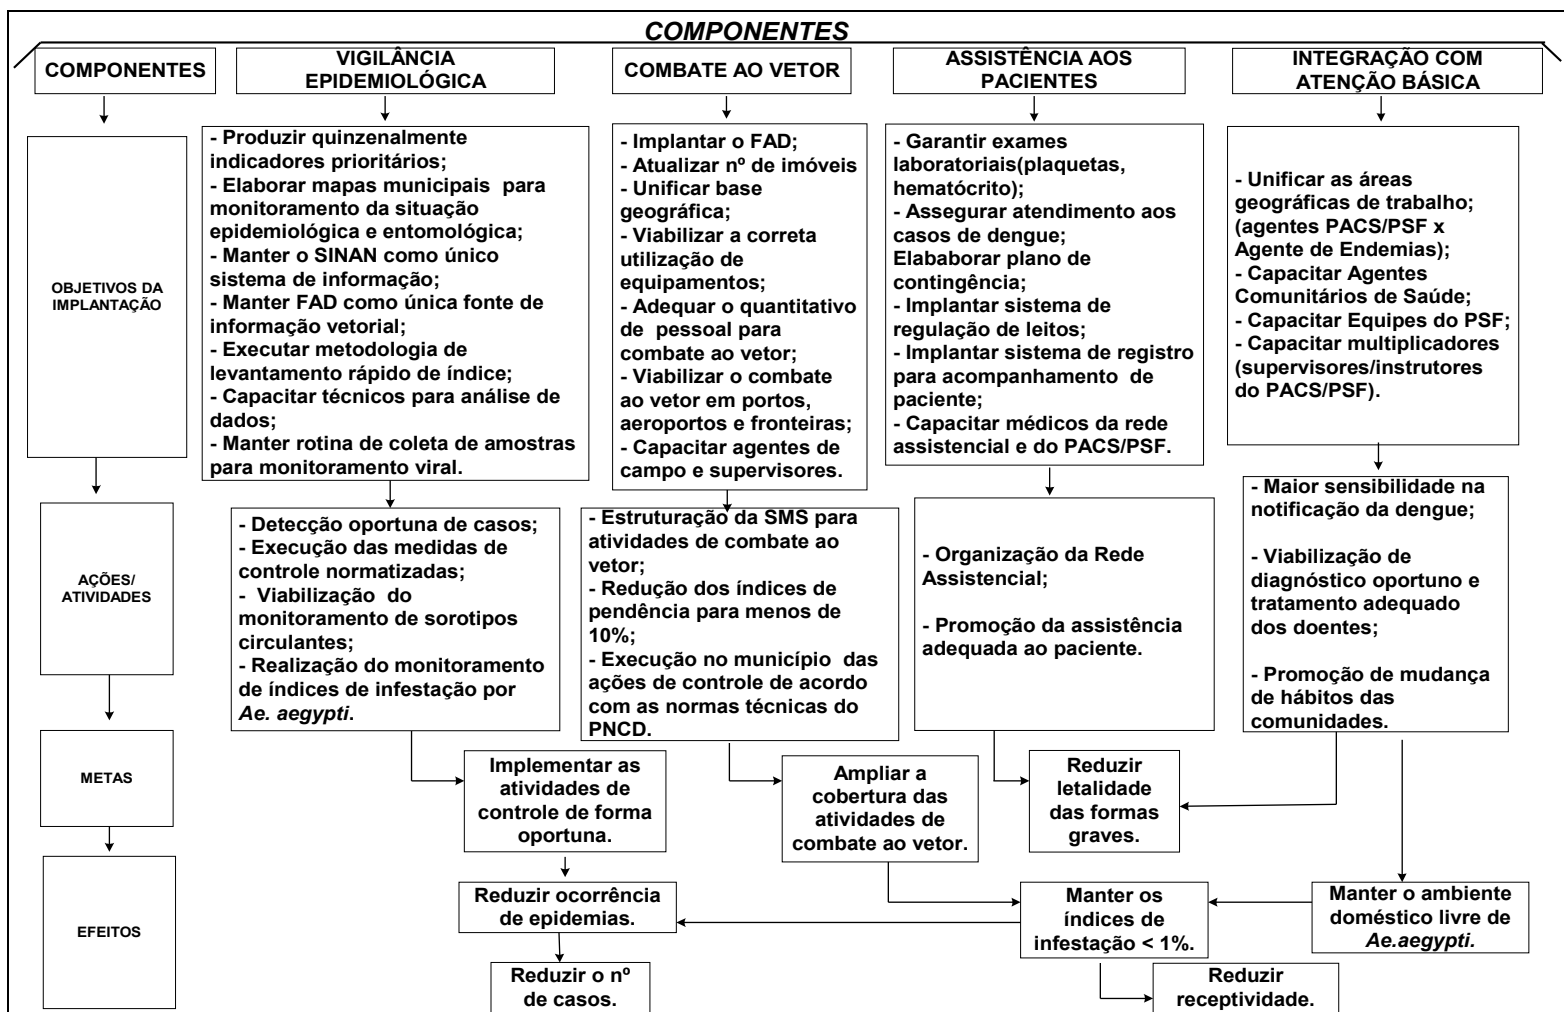 COMPONENTES
COMPONENTES
VIGILÂNCIA
EPIDEMIOLÓGICA
COMBATE AO VETOR
ASSISTÊNCIA AOS
PACIENTES
INTEGRAÇÃO COM
ATENÇÃO BÁSICA
OBJETIVOS DA
IMPLANTAÇÃO
- Produzir quinzenalmente
indicadores prioritários;
- Elaborar mapas municipais para
monitoramento da situação
epidemiológica e entomológica;
- Manter o SINAN como único
sistema de informação;
- Manter FAD como única fonte de
informação vetorial;
- Executar metodologia de
levantamento rápido de índice;
- Capacitar técnicos para análise de
dados;
- Manter rotina de coleta de amostras
para monitoramento viral.
- Implantar o FAD;
- Atualizar nº de imóveis
- Unificar base
geográfica;
- Viabilizar a correta
utilização de
equipamentos;
- Adequar o quantitativo
de pessoal para
combate ao vetor;
- Viabilizar o combate
ao vetor em portos,
aeroportos e fronteiras;
- Capacitar agentes de
campo e supervisores.
- Garantir exames
laboratoriais(plaquetas,
hematócrito);
- Assegurar atendimento aos
casos de dengue;
Elababorar plano de
contingência;
- Implantar sistema de
regulação de leitos;
- Implantar sistema de registro
para acompanhamento de
paciente;
- Capacitar médicos da rede
assistencial e do PACS/PSF.
- Unificar as áreas
geográficas de trabalho;
(agentes PACS/PSF x
Agente de Endemias);
- Capacitar Agentes
Comunitários de Saúde;
- Capacitar Equipes do PSF;
- Capacitar multiplicadores
(supervisores/instrutores
do PACS/PSF).
AÇÕES/
ATIVIDADES
- Detecção oportuna de casos;
- Execução das medidas de
controle normatizadas;
- Viabilização do
monitoramento de sorotipos
circulantes;
- Realização do monitoramento
de índices de infestação por
Ae. aegypti.
- Estruturação da SMS para
atividades de combate ao
vetor;
- Redução dos índices de
pendência para menos de
10%;
- Execução no município das
ações de controle de acordo
com as normas técnicas do
PNCD.
- Organização da Rede
Assistencial;
- Promoção da assistência
adequada ao paciente.
- Maior sensibilidade na
notificação da dengue;
- Viabilização de
diagnóstico oportuno e
tratamento adequado
dos doentes;
- Promoção de mudança
de hábitos das
comunidades.
METAS
Implementar as
atividades de
controle de forma
oportuna.
Ampliar a
cobertura das
atividades de
combate ao vetor.
Reduzir
letalidade
das formas
graves.
EFEITOS
Reduzir ocorrência
de epidemias.
Manter os
índices de
infestação < 1%.
Manter o ambiente
doméstico livre de
Ae.aegypti.
Reduzir o nº
de casos.
Reduzir
receptividade.